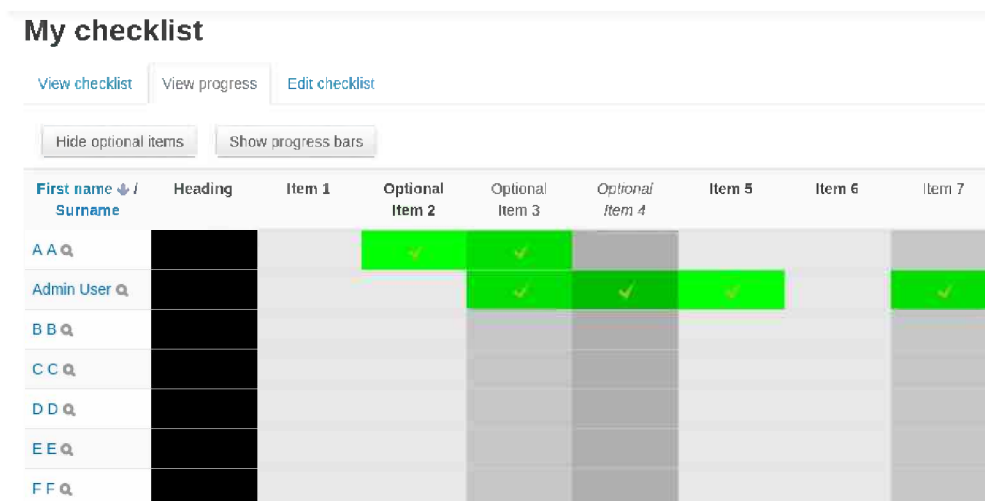 My checklist
View checklist View progress Edit checklist
Hide optional items Show progress bars
First name / Heading Item 1 Optional Optional Optional Item 5 Item 6 Item 7
Surname Item 2 Item 3 Item 4
A A
Admin User
B B
C C
D D
E E
F F